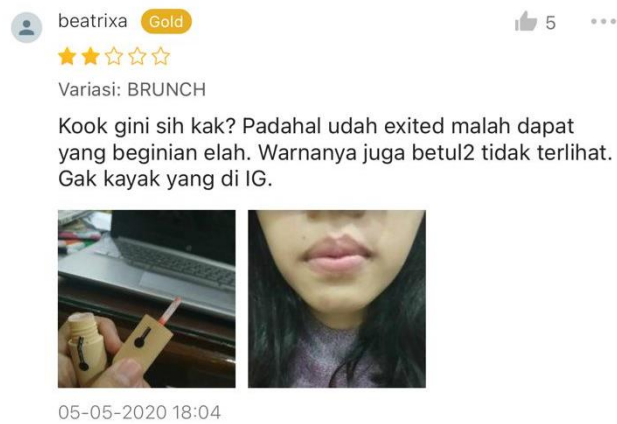 beatrixa Gold 5
Variasi: BRUNCH
Kook gini sih kak? Padahal udah exited malah dapat
yang beginian elah. Warnanya juga betul2 tidak terlihat.
Gak kayak yang di IG.
05-05-2020 18:04